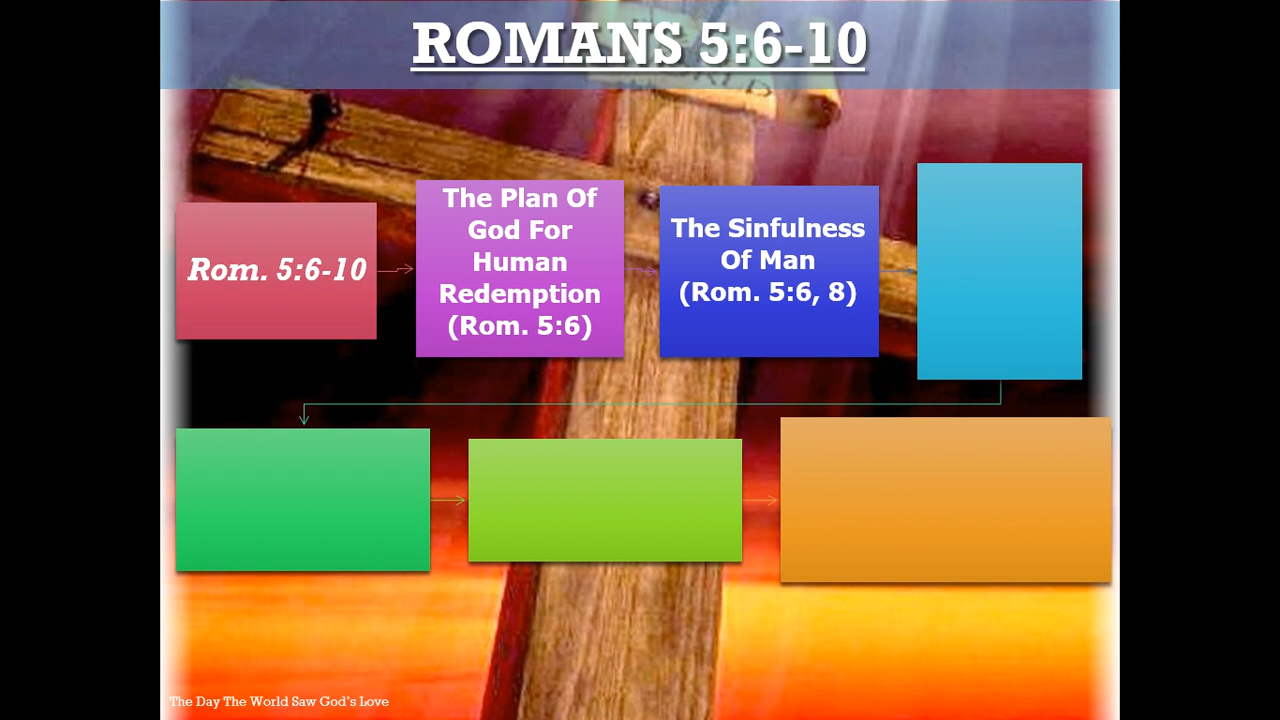 ROMANS 5:6-10
Rom. 5:6-10
The Plan Of
God For
Human
Redemption
(Rom. 5:6)
The Sinfulness
Of Man
(Rom. 5:6, 8)
The Day The World Saw God's Love